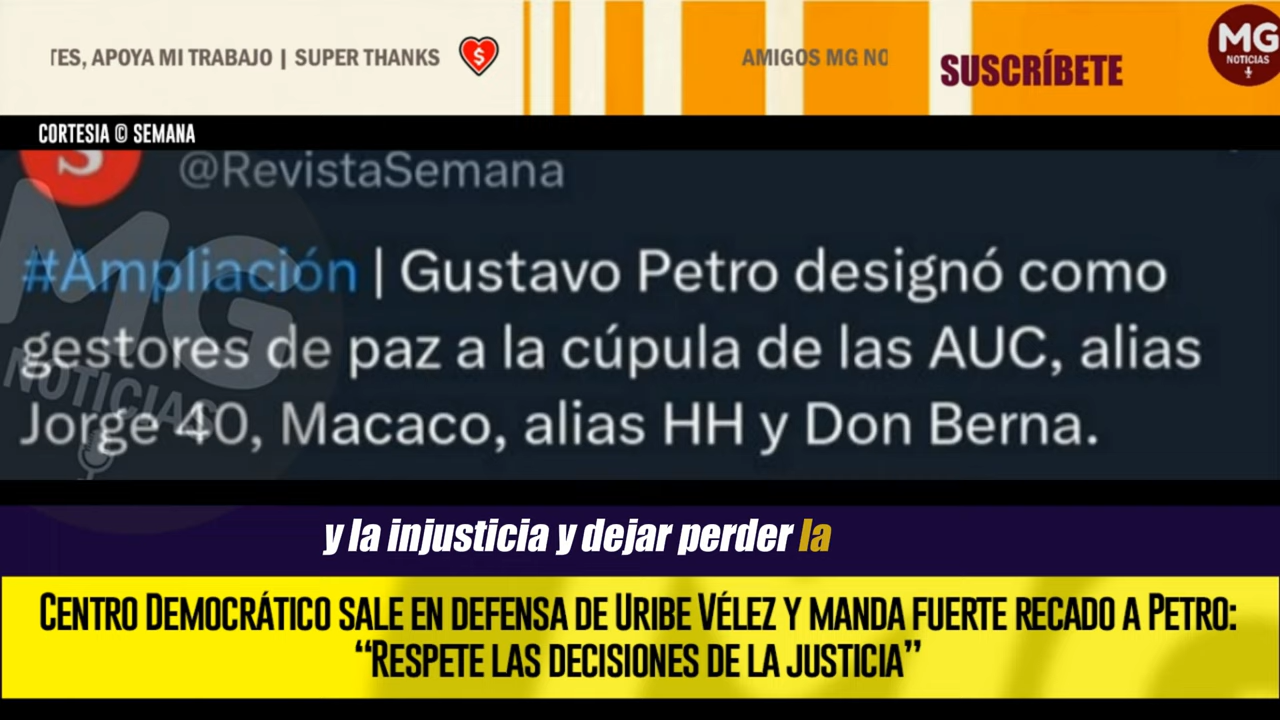 TES, APOYA MI TRABAJO | SUPER THANKS
AMIGOS MG NO
SUSCRÍBETE
MG
NOTICIAS
CORTESIA © SEMANA
@RevistaSemana
#Ampliación | Gustavo Petro designó como
gestores de paz a la cúpula de las AUC, alias
Jorge 40, Macaco, alias HH y Don Berna.
MG
NOTICIAS
y la injusticia y dejar perder la
CENTRO DEMOCRÁTICO SALE EN DEFENSA DE URIBE VÉLEZ Y MANDA FUERTE RECADO A PETRO:
“RESPETE LAS DECISIONES DE LA JUSTICIA”